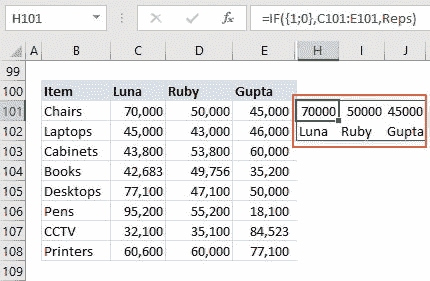 H101 fx =IF({1;0},C101:E101,Reps)
A B C D E H I J
99
100 Item Luna Ruby Gupta
101 Chairs 70,000 50,000 45,000 70000 50000 45000
102 Laptops 45,000 43,000 46,000 Luna Ruby Gupta
103 Cabinets 43,800 53,800 60,000
104 Books 42,683 49,756 35,200
105 Desktops 77,100 47,100 50,000
106 Pens 95,200 55,200 18,100
107 CCTV 32,100 35,100 84,523
108 Printers 60,600 60,000 77,100
109